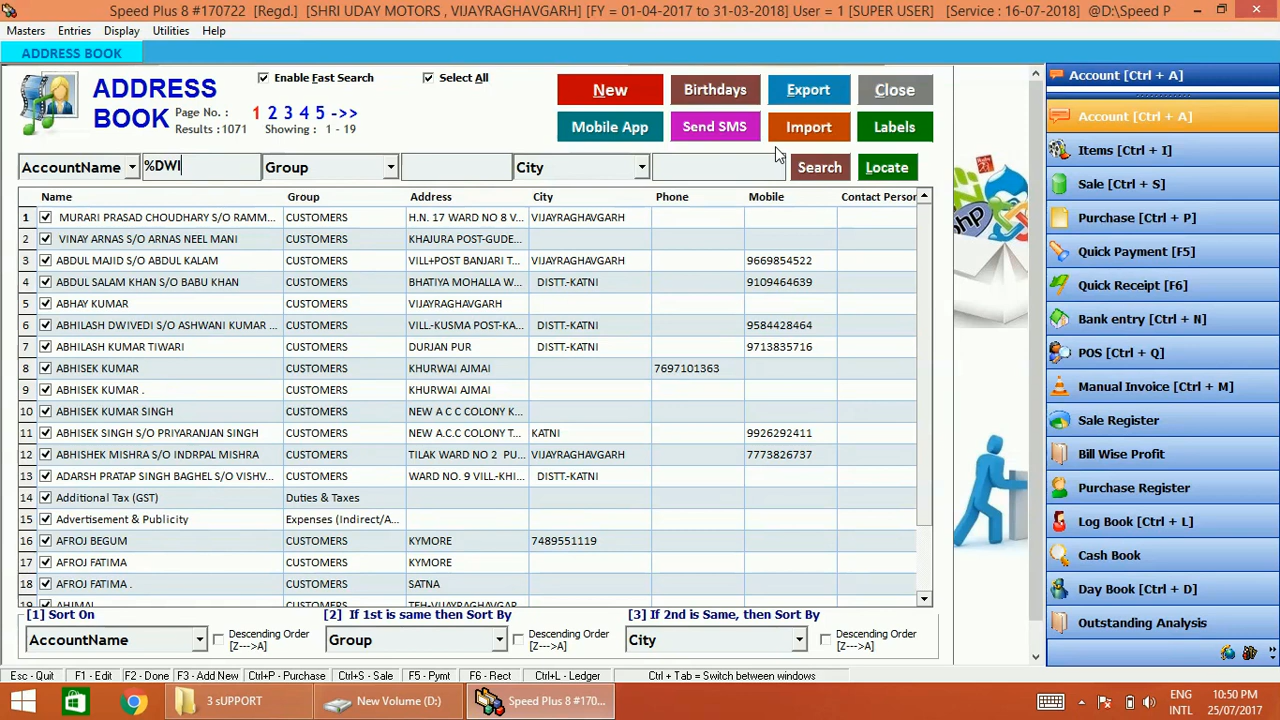 Speed Plus 8 #170722 [Regd.] [SHRI UDAY MOTORS , VIJAYRAGHAVGARH] [FY = 01-04-2017 to 31-03-2018] User = 1 [SUPER USER] [Service : 16-07-2018] @D:\Speed P
Masters Entries Display Utilities Help
ADDRESS BOOK
ADDRESS BOOK
Enable Fast Search Select All
Page No. : 1 2 3 4 5 ->>
Results : 1071 Showing : 1 - 19
New Birthdays Export Close
Mobile App Send SMS Import Labels
AccountName %DWI Group City Search Locate
Name Group Address City Phone Mobile Contact Person
1 MURARI PRASAD CHOUDHARY S/O RAMM... CUSTOMERS H.N. 17 WARD NO 8 V... VIJAYRAGHAVGARH
2 VINAY ARNAS S/O ARNAS NEEL MANI CUSTOMERS KHAJURA POST-GUDE...
3 ABDUL MAJID S/O ABDUL KALAM CUSTOMERS VILL+POST BANJARI T... VIJAYRAGHAVGARH 9669854522
4 ABDUL SALAM KHAN S/O BABU KHAN CUSTOMERS BHATIYA MOHALLA W... DISTT.-KATNI 9109464639
5 ABHAY KUMAR CUSTOMERS VIJAYRAGHAVGARH
6 ABHILASH DWIVEDI S/O ASHWANI KUMAR ... CUSTOMERS VILL.-KUSMA POST-KA... DISTT.-KATNI 9584428464
7 ABHILASH KUMAR TIWARI CUSTOMERS DURJAN PUR DISTT.-KATNI 9713835716
8 ABHISEK KUMAR CUSTOMERS KHURWAI AJMAI 7697101363
9 ABHISEK KUMAR . CUSTOMERS KHURWAI AJMAI
10 ABHISEK KUMAR SINGH CUSTOMERS NEW A C C COLONY K...
11 ABHISEK SINGH S/O PRIYARANJAN SINGH CUSTOMERS NEW A.C.C COLONY T... KATNI 9926292411
12 ABHISHEK MISHRA S/O INDRPAL MISHRA CUSTOMERS TILAK WARD NO 2 PU... VIJAYRAGHAVGARH 7773826737
13 ADARSH PRATAP SINGH BAGHEL S/O VISHV... CUSTOMERS WARD NO. 9 VILL.-KHI... DISTT.-KATNI
14 Additional Tax (GST) Duties & Taxes
15 Advertisement & Publicity Expenses (Indirect/A...
16 AFROJ BEGUM CUSTOMERS KYMORE 7489551119
17 AFROJ FATIMA CUSTOMERS KYMORE
18 AFROJ FATIMA . CUSTOMERS SATNA
19 AHIMAI CUSTOMERS TEH-VIJAYRAGHAVGAR...
[1] Sort On [2] If 1st is same then Sort By [3] If 2nd is Same, then Sort By
AccountName Descending Order [Z--->A] Group Descending Order [Z--->A] City Descending Order [Z--->A]
Account [Ctrl + A]
Account [Ctrl + A]
Items [Ctrl + I]
Sale [Ctrl + S]
Purchase [Ctrl + P]
Quick Payment [F5]
Quick Receipt [F6]
Bank entry [Ctrl + N]
POS [Ctrl + Q]
Manual Invoice [Ctrl + M]
Sale Register
Bill Wise Profit
Purchase Register
Log Book [Ctrl + L]
Cash Book
Day Book [Ctrl + D]
Outstanding Analysis
Esc - Quit F1 - Edit F2 - Done F3 - Add New Ctrl+P - Purchase Ctrl+S - Sale F5 - Pymt F6 - Rect Ctrl+L - Ledger Ctrl + Tab = Switch between windows
3 sUPPORT New Volume (D:) Speed Plus 8 #170...
ENG INTL
10:50 PM
25/07/2017